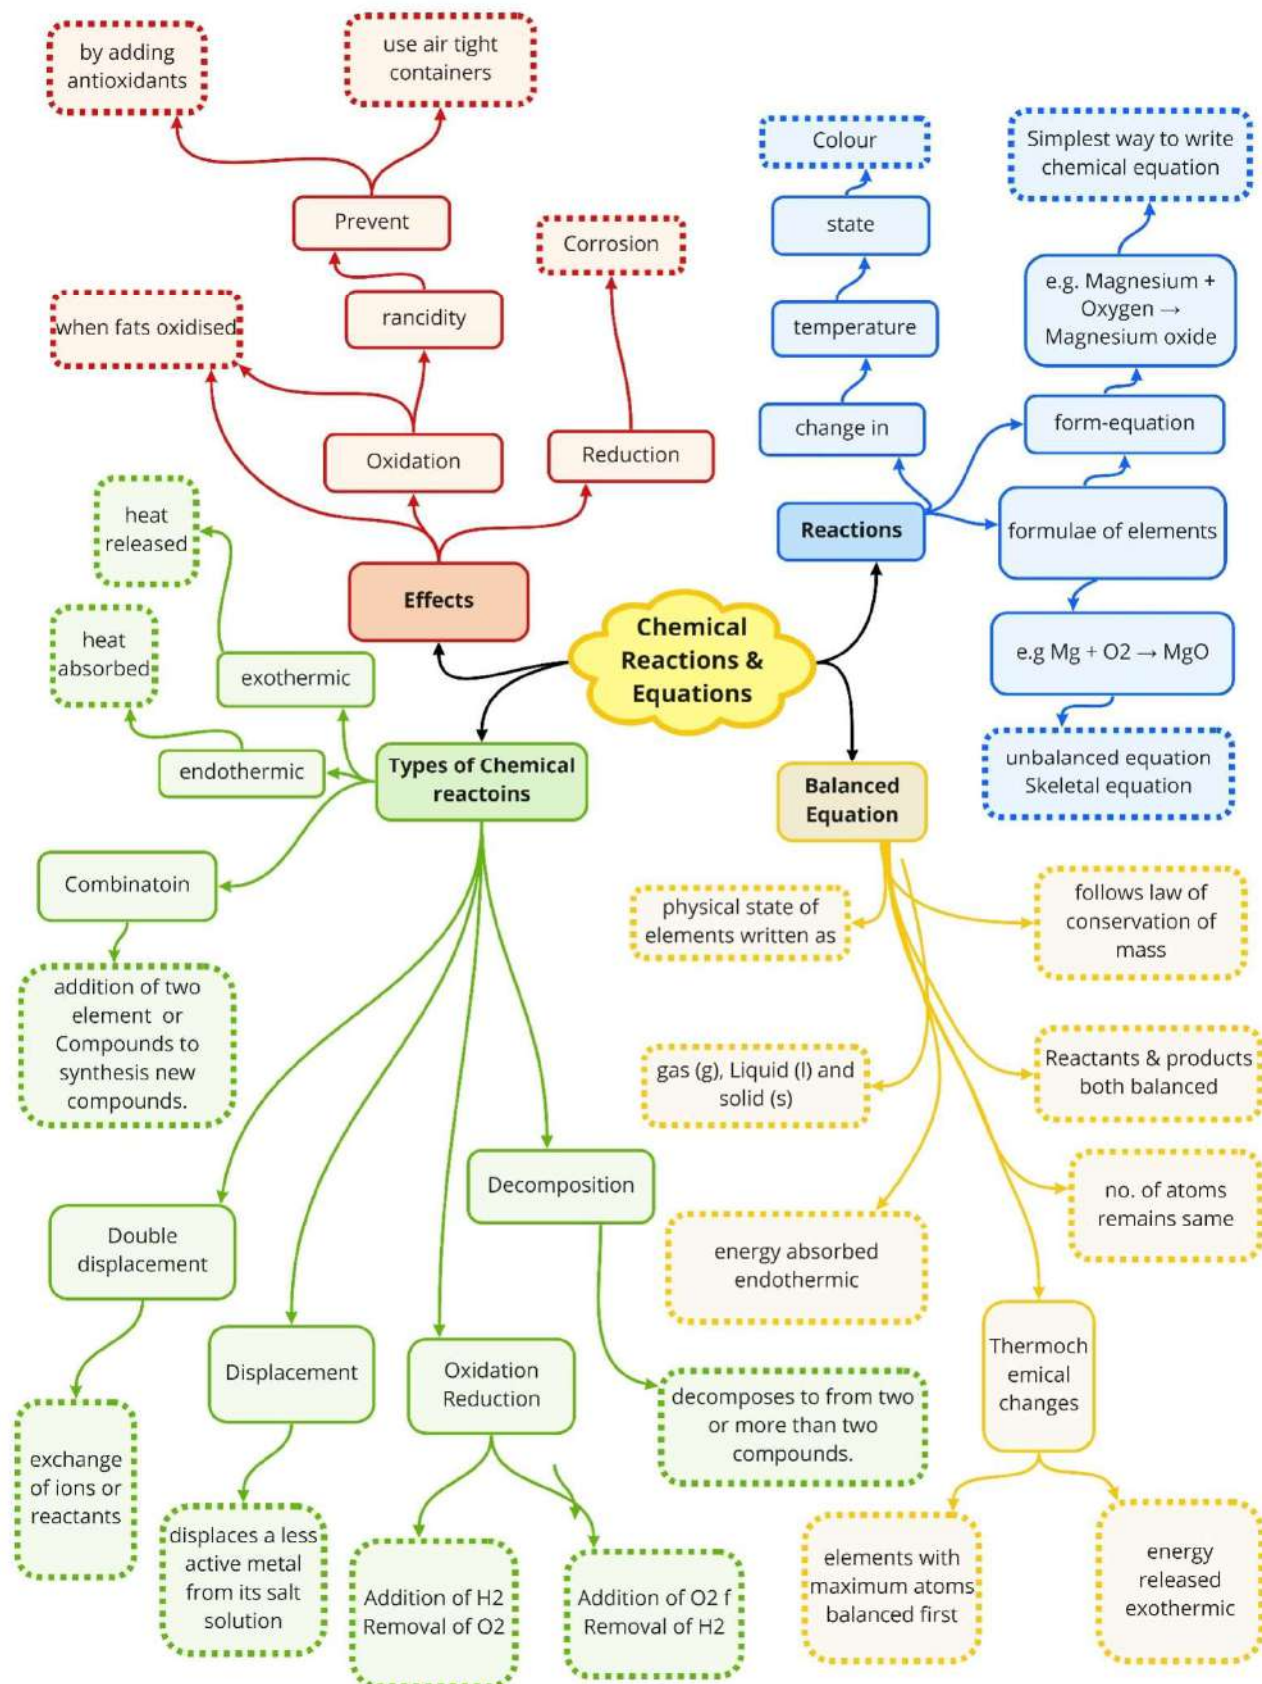 by adding
antioxidants
use air tight
containers
Prevent
Corrosion
when fats oxidised
rancidity
Oxidation
Reduction
Effects
Colour
state
temperature
change in
Reactions
Simplest way to write
chemical equation
e.g. Magnesium +
Oxygen →
Magnesium oxide
form-equation
formulae of elements
e.g Mg + O2 → MgO
unbalanced equation
Skeletal equation
Chemical
Reactions &
Equations
heat
released
heat
absorbed
exothermic
endothermic
Types of Chemical
reactoins
Combinatoin
addition of two
element or
Compounds to
synthesis new
compounds.
Double
displacement
exchange
of ions or
reactants
Displacement
displaces a less
active metal
from its salt
solution
Oxidation
Reduction
Addition of H2
Removal of O2
Addition of O2 f
Removal of H2
Decomposition
decomposes to from two
or more than two
compounds.
Balanced
Equation
physical state of
elements written as
follows law of
conservation of
mass
gas (g), Liquid (l) and
solid (s)
Reactants & products
both balanced
energy absorbed
endothermic
no. of atoms
remains same
Thermoch
emical
changes
elements with
maximum atoms
balanced first
energy
released
exothermic